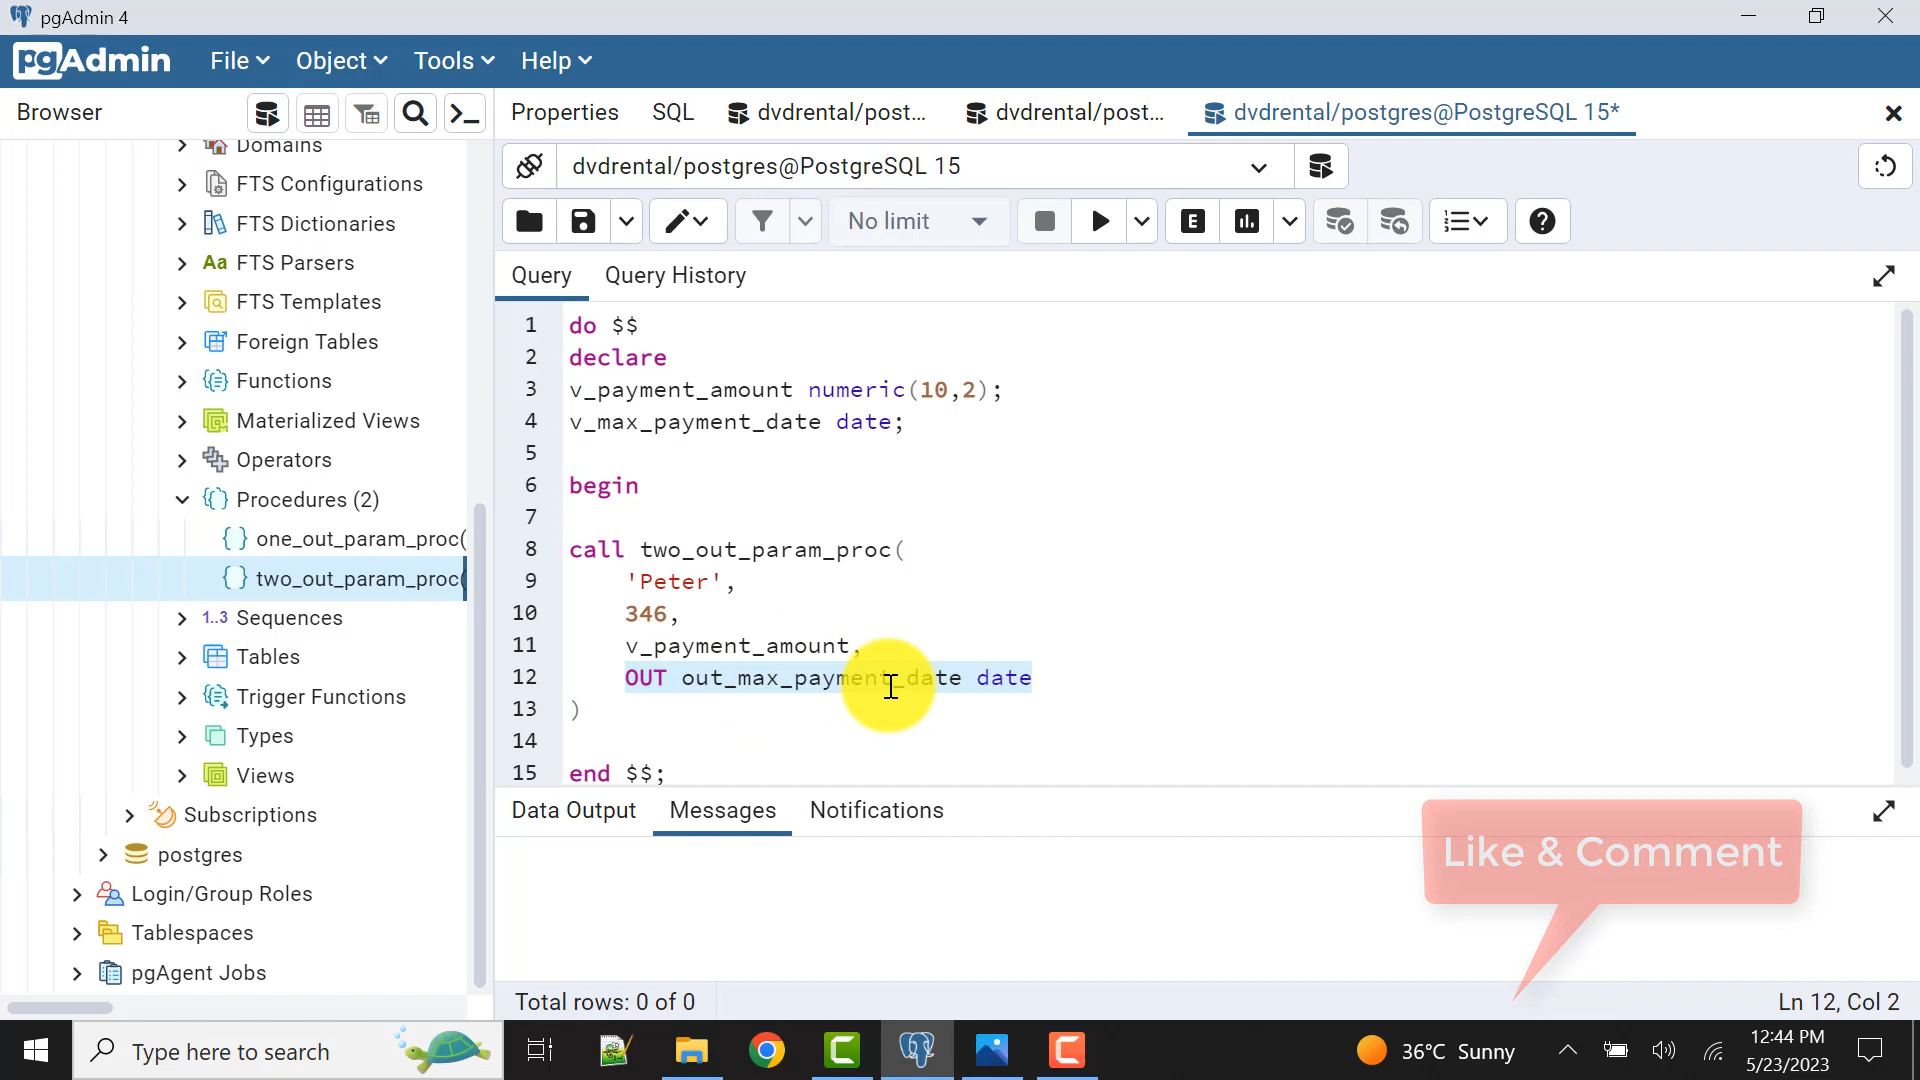 pgAdmin 4
pgAdmin File Object Tools Help
Browser
Properties SQL dvdrental/post... dvdrental/post... dvdrental/postgres@PostgreSQL 15*
dvdrental/postgres@PostgreSQL 15
No limit
E
Query Query History
Domains
FTS Configurations
FTS Dictionaries
Aa FTS Parsers
FTS Templates
Foreign Tables
Functions
Materialized Views
Operators
Procedures (2)
one_out_param_proc(
two_out_param_proc(
1..3 Sequences
Tables
Trigger Functions
Types
Views
Subscriptions
postgres
Login/Group Roles
Tablespaces
pgAgent Jobs
1 do $$
2 declare
3 v_payment_amount numeric(10,2);
4 v_max_payment_date date;
5
6 begin
7
8 call two_out_param_proc(
9 'Peter',
10 346,
11 v_payment_amount,
12 OUT out_max_payment_date date
13 )
14
15 end $$;
Data Output Messages Notifications
Like & Comment
Total rows: 0 of 0
Ln 12, Col 2
Type here to search
36°C Sunny
12:44 PM
5/23/2023